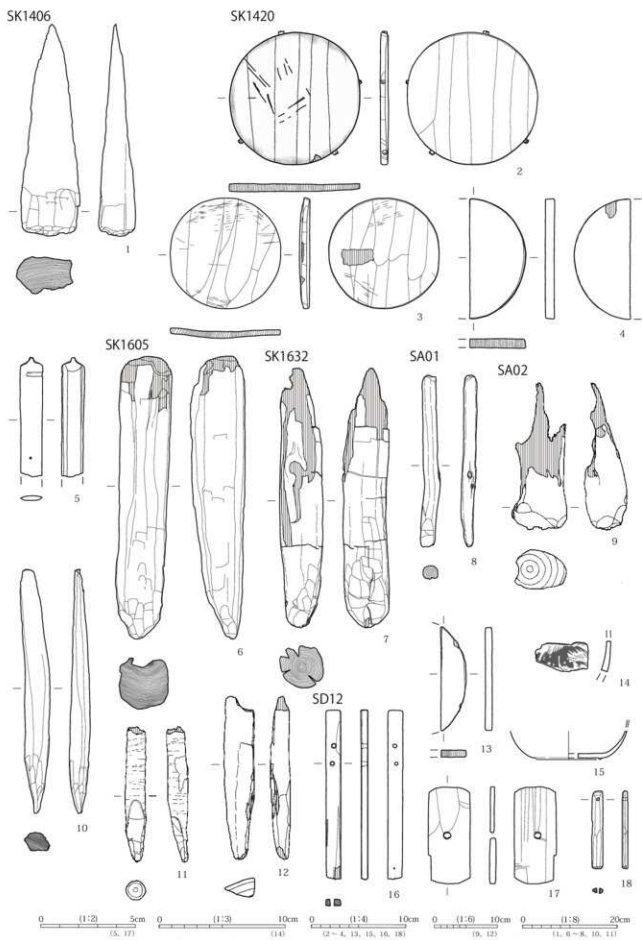 SK1406
SK1420
1
2
3
4
SK1605
SK1632
SA01
SA02
5
6
7
8
9
10
11
12
SD12
13
14
15
16
17
18
0 (1:2) 5cm
(5, 17)
0 (1:3) 10cm
(14)
0 (1:4) 10cm
(2～4, 13, 15, 16, 18)
0 (1:6) 10cm
(9, 12)
0 (1:8) 20cm
(1, 6～8, 10, 11)